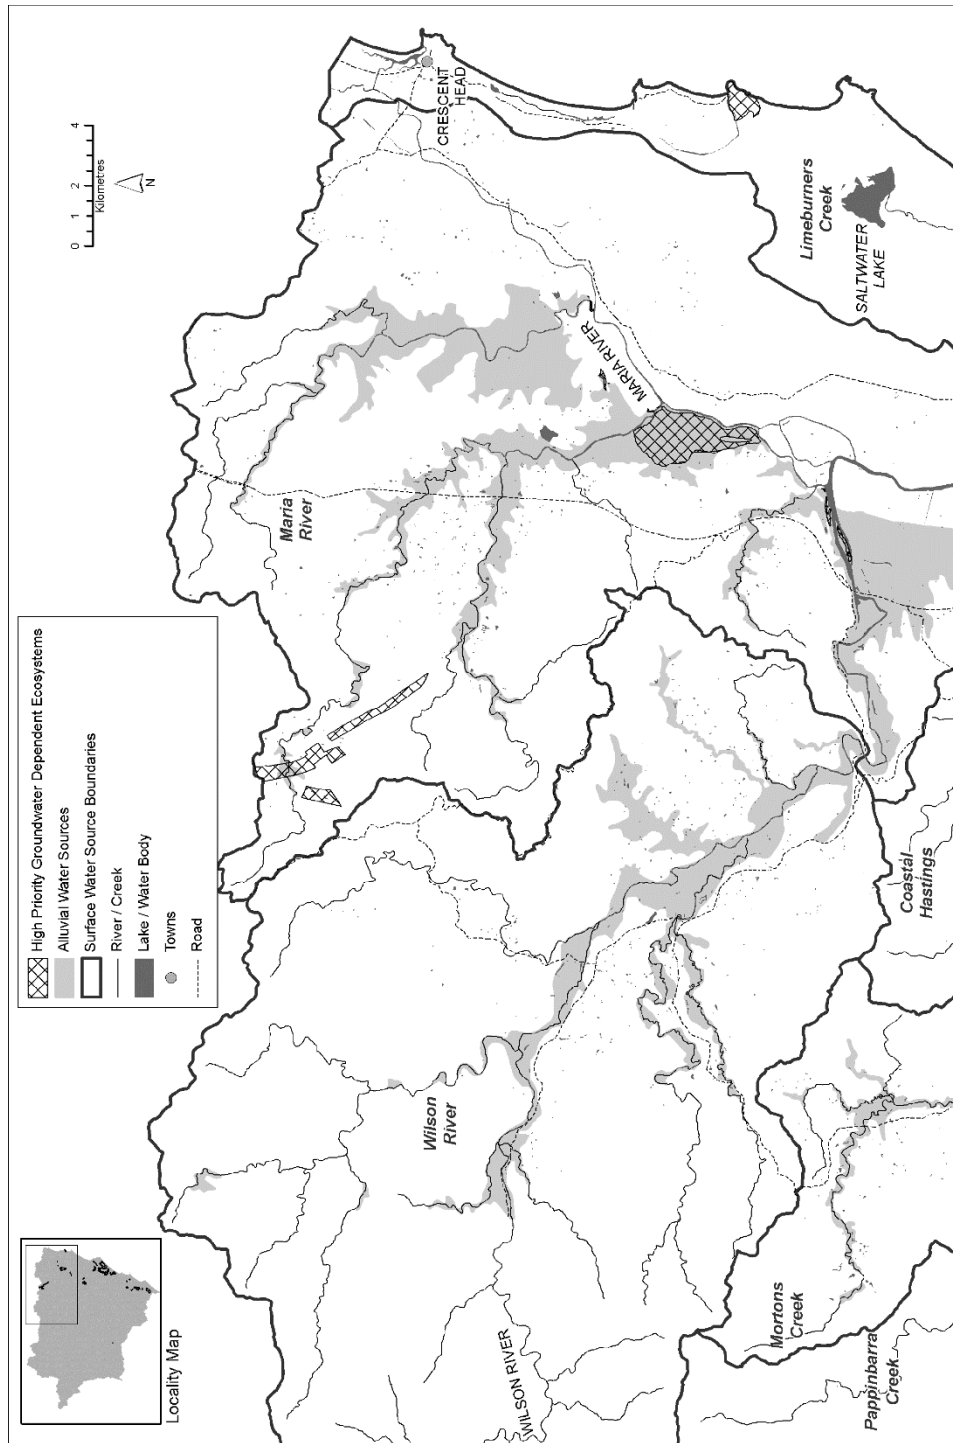 Locality Map
High Priority Groundwater Dependent Ecosystems
Alluvial Water Sources
Surface Water Source Boundaries
River / Creek
Lake / Water Body
Towns
Road
0 1 2 4
Kilometres
N
CRESCENT
HEAD
Maria
River
MARIA RIVER
Limeburners
Creek
SALTWATER
LAKE
Wilson
River
WILSON RIVER
Coastal
Hastings
Mortons
Creek
Pappinbarra
Creek